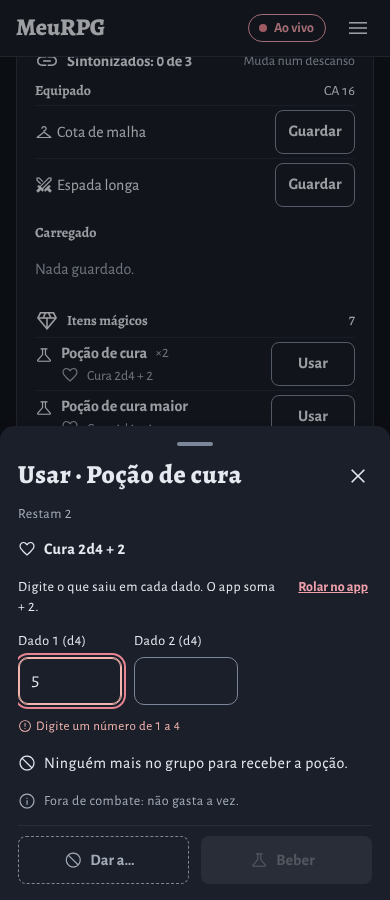 MeuRPG
Ao vivo
Sintonizados: 0 de 3 Muda num descanso
Equipado CA 16
Cota de malha Guardar
Espada longa Guardar
Carregado
Nada guardado.
Itens mágicos 7
Poção de cura ×2 Usar
Cura 2d4 + 2
Poção de cura maior Usar
Usar · Poção de cura
Restam 2
Cura 2d4 + 2
Digite o que saiu em cada dado. O app soma Rolar no app
+ 2.
Dado 1 (d4) Dado 2 (d4)
5
Digite um número de 1 a 4
Ninguém mais no grupo para receber a poção.
Fora de combate: não gasta a vez.
Dar a... Beber